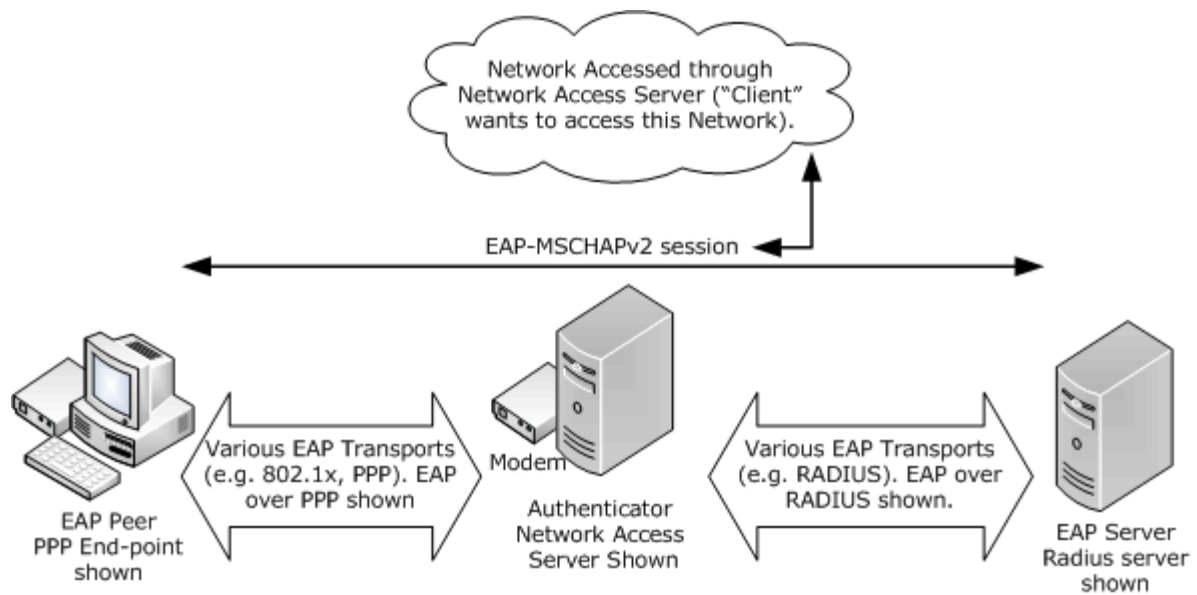 Network Accessed through
Network Access Server (“Client”
wants to access this Network).
EAP-MSCHAPv2 session
Various EAP Transports
(e.g. 802.1x, PPP). EAP
over PPP shown
Modem
Various EAP Transports
(e.g. RADIUS). EAP over
RADIUS shown.
EAP Peer
PPP End-point
shown
Authenticator
Network Access
Server Shown
EAP Server
Radius server
shown